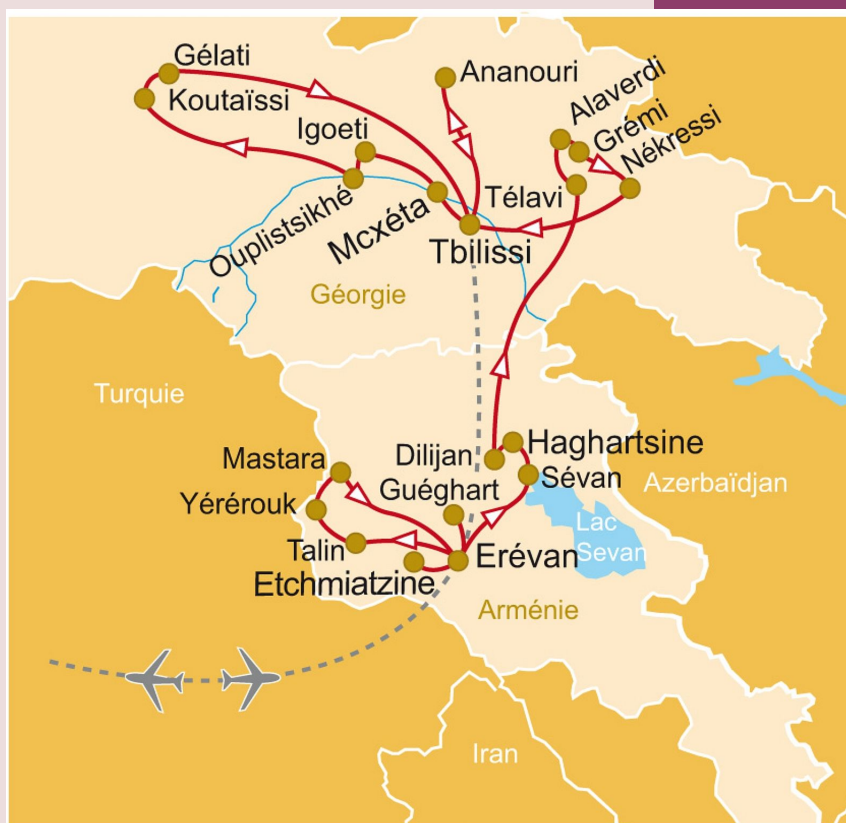 Gélati
Koutaïssi
Ananouri
Igoeti
Alaverdi
Grémi
Nékressi
Télavi
Ouplistsikhé
Mcxéta
Tbilissi
Géorgie
Turquie
Mastara
Dilijan
Haghartsine
Guéghart
Sévan
Azerbaïdjan
Yérérouk
Lac
Sevan
Talin
Etchmiatzine
Erévan
Arménie
Iran